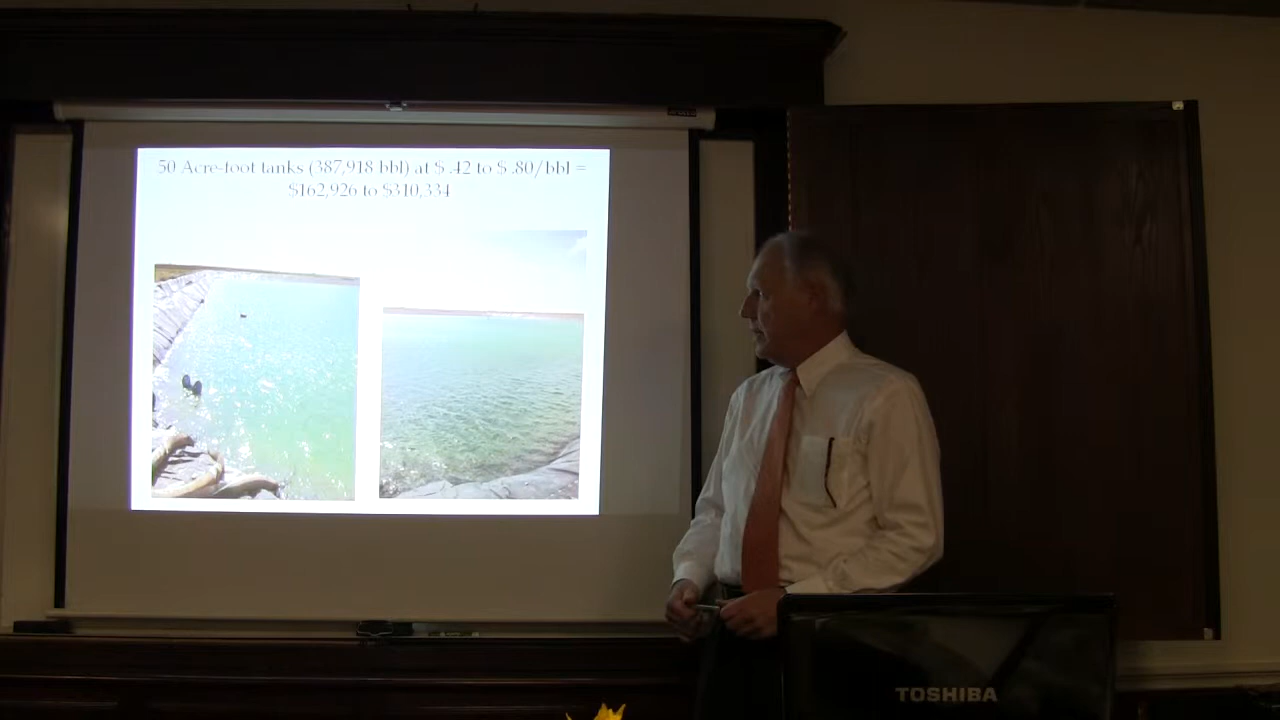 50 Acre-foot tanks (387,918 bbl) at $ .42 to $ .80/bbl =
$162,926 to $310,334
TOSHIBA